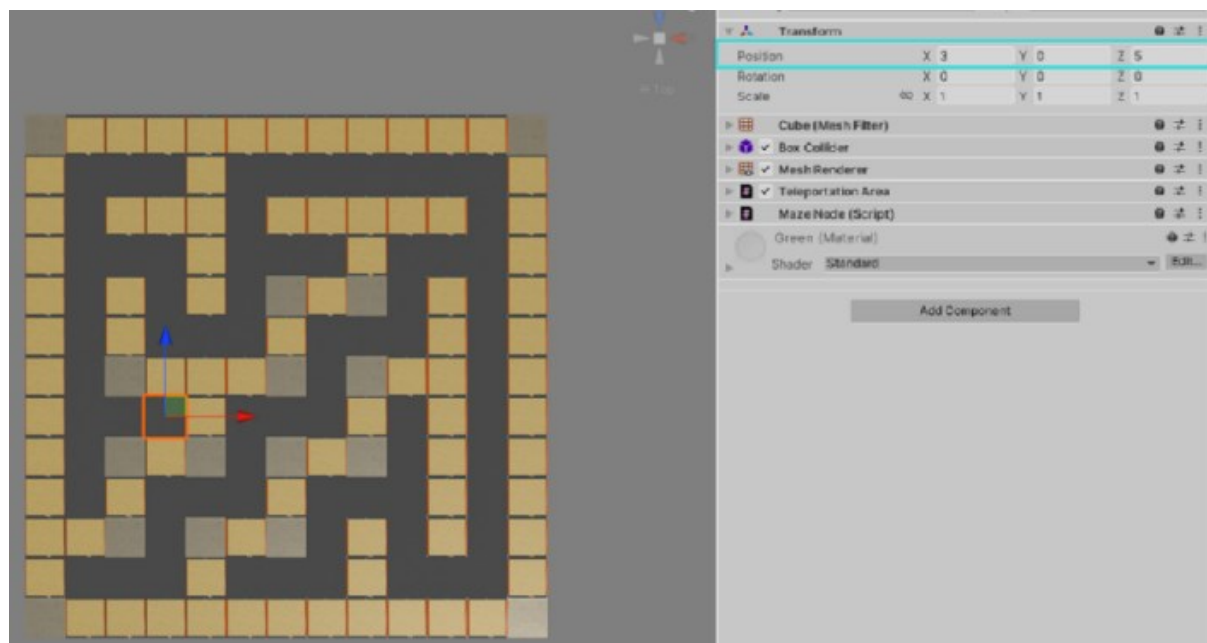 Transform
Position X 3 Y 0 Z 5
Rotation X 0 Y 0 Z 0
Scale X 1 Y 1 Z 1
Cube (Mesh Filter)
Box Collider
Mesh Renderer
Teleportation Area
Maze Node (Script)
Green (Material)
Shader Standard Edit...
Add Component